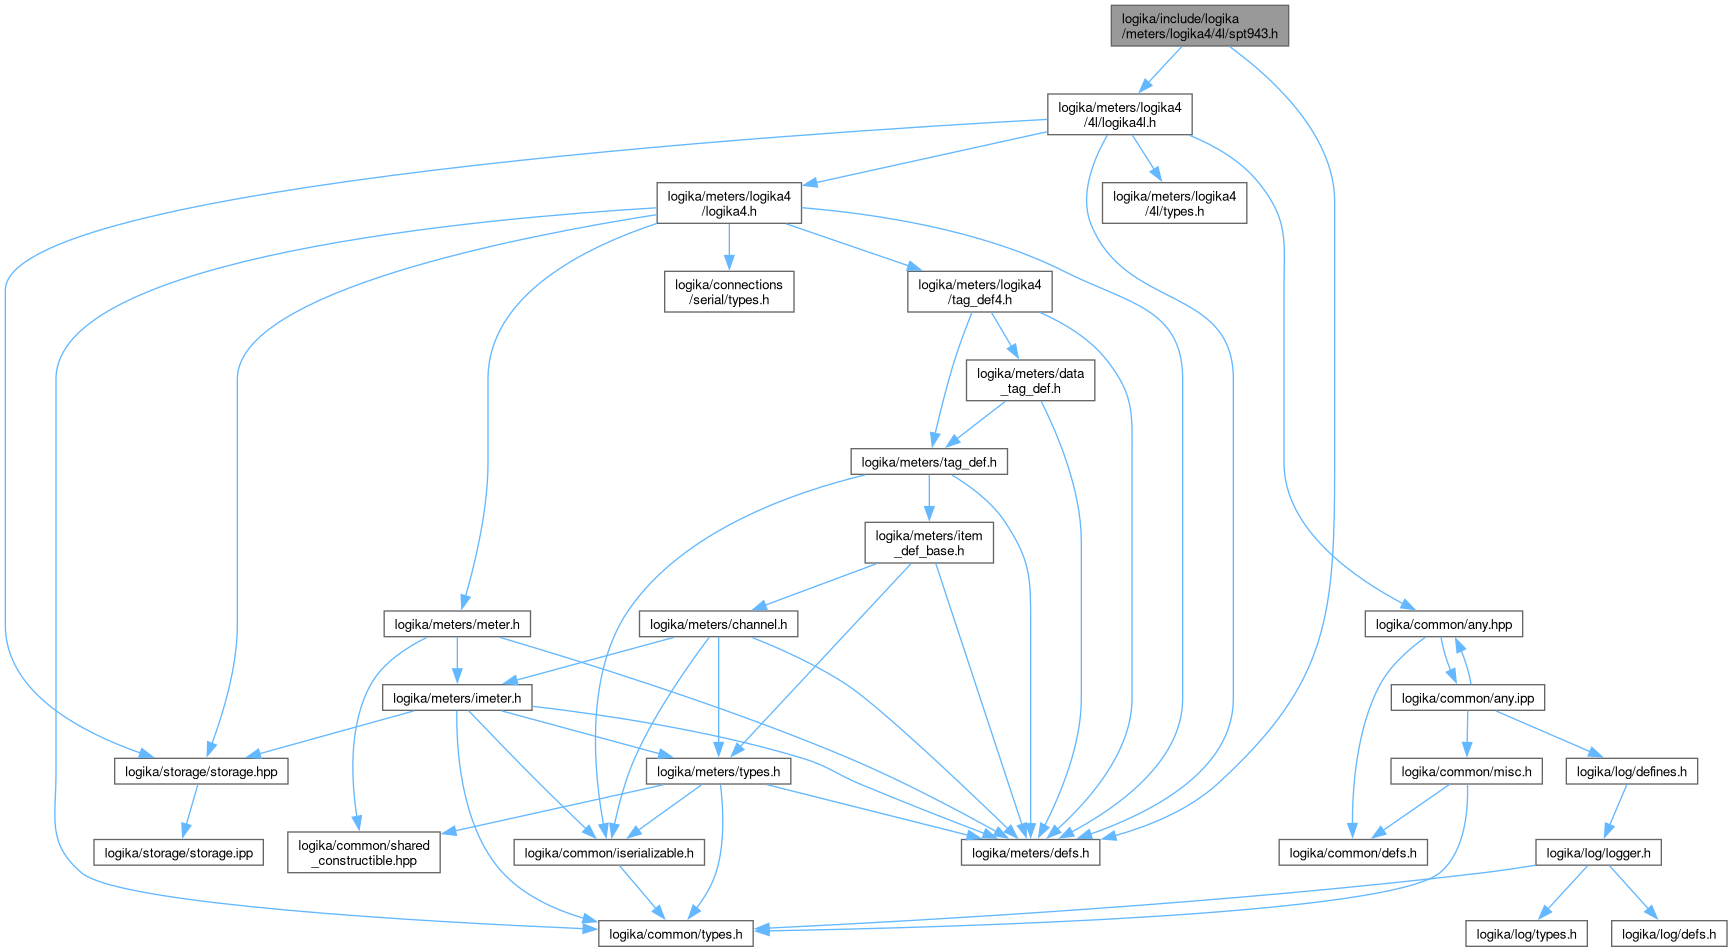 logika/include/logika
/meters/logika4/4l/spt943.h
logika/meters/logika4
/4l/logika4l.h
logika/meters/logika4
/logika4.h
logika/meters/logika4
/4l/types.h
logika/connections
/serial/types.h
logika/meters/logika4
/tag_def4.h
logika/meters/data
_tag_def.h
logika/meters/tag_def.h
logika/meters/item
_def_base.h
logika/meters/meter.h
logika/meters/channel.h
logika/common/any.hpp
logika/meters/imeter.h
logika/common/any.ipp
logika/storage/storage.hpp
logika/meters/types.h
logika/common/misc.h
logika/log/defines.h
logika/storage/storage.ipp
logika/common/shared
_constructible.hpp
logika/common/iserializable.h
logika/meters/defs.h
logika/common/defs.h
logika/log/logger.h
logika/common/types.h
logika/log/types.h
logika/log/defs.h